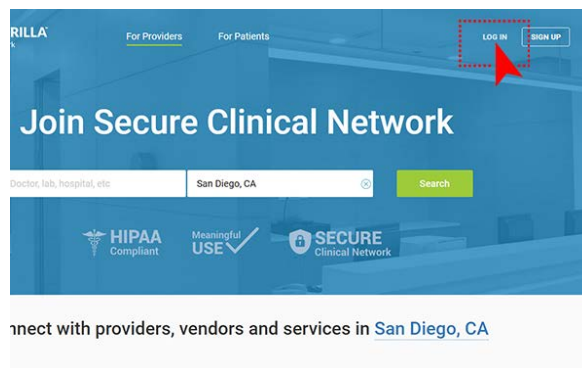 RILLA
For Providers
For Patients
LOG IN
SIGN UP
Join Secure Clinical Network
Doctor, lab, hospital, etc
San Diego, CA
Search
HIPAA
Compliant
Meaningful
USE
SECURE
Clinical Network
nnect with providers, vendors and services in San Diego, CA